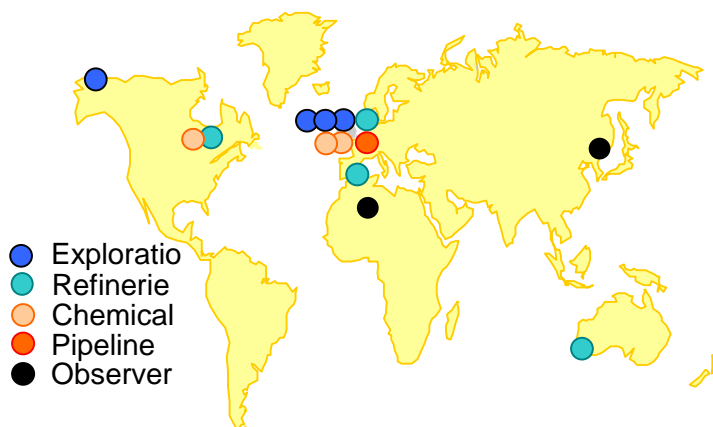 Exploratio
Refinerie
Chemical
Pipeline
Observer